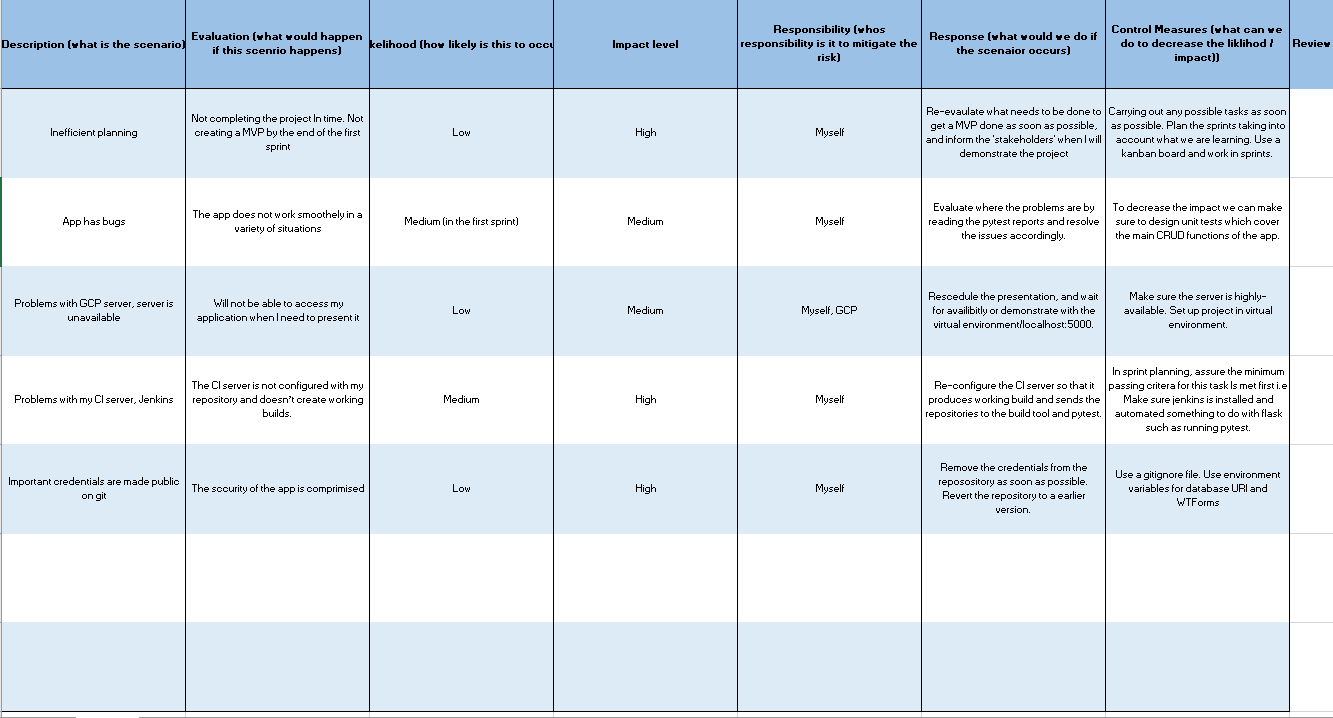 Description (what is the scenario)
Evaluation (what would happen
if this scenrio happens)
kelihood (how likely is this to occu
Impact level
Responsibility (whos
responsibility is it to mitigate the
risk)
Response (what would we do if
the scenaior occurs)
Control Measures (what can we
do to decrease the liklihod /
impact))
Review
Inefficient planning
Not completing the project In time. Not
creating a MVP by the end of the first
sprint
Low
High
Myself
Re-evaulate what needs to be done to
get a MVP done as soon as possible,
and inform the 'stakeholders' when I will
demonstrate the project
Carrying out any possible tasks as soon
as possible. Plan the sprints taking into
account what we are learning. Use a
kanban board and work in sprints.
App has bugs
The app does not work smoothely in a
variety of situations
Medium (in the first sprint)
Medium
Myself
Evaluate where the problems are by
reading the pytest reports and resolve
the issues accordingly.
To decrease the impact we can make
sure to design unit tests which cover
the main CRUD functions of the app.
Problems with GCP server, server is
unavailable
Will not be able to access my
application when I need to present it
Low
Medium
Myself, GCP
Rescedule the presentation, and wait
for availibitly or demonstrate with the
virtual environment/localhost:5000.
Make sure the server is highly-
available. Set up project in virtual
environment.
Problems with my CI server, Jenkins
The CI server is not configured with my
repository and doesn't create working
builds.
Medium
High
Myself
Re-configure the CI server so that it
produces working build and sends the
repositories to the build tool and pytest.
In sprint planning, assure the minimum
passing critera for this task Is met first i.e
Make sure jenkins is installed and
automated something to do with flask
such as running pytest.
Important credentials are made public
on git
The sccurity of the app is comprimised
Low
High
Myself
Remove the credentials from the
reposository as soon as possible.
Revert the repository to a earlier
version.
Use a gitignore file. Use environment
variables for database URI and
WTForms